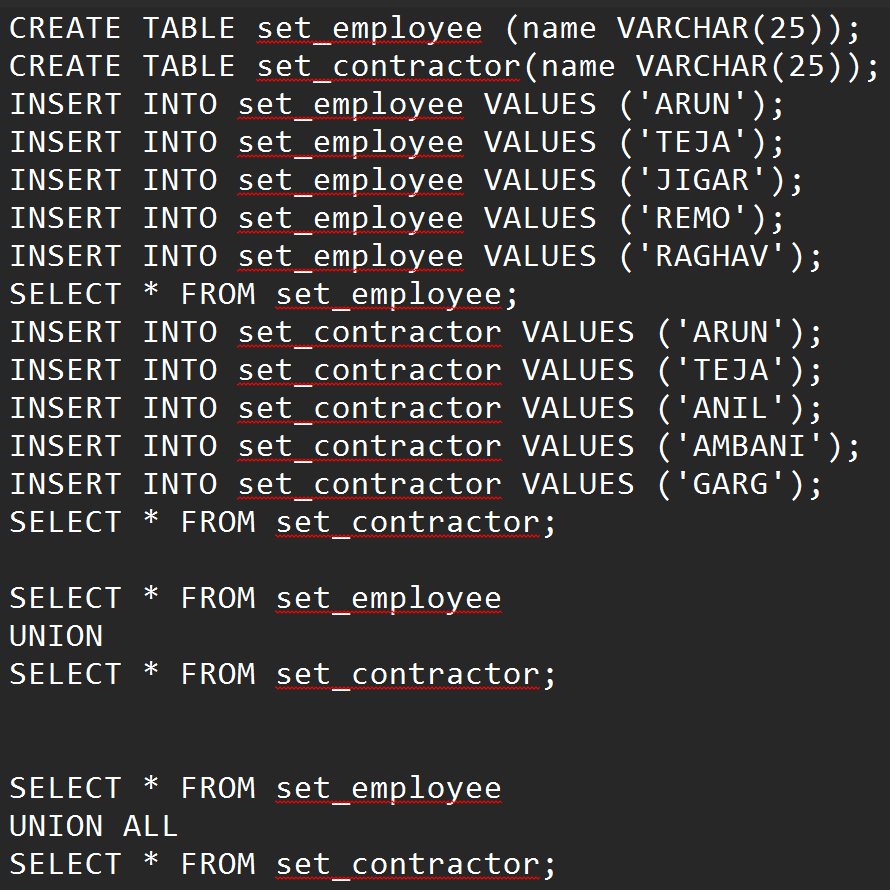 CREATE TABLE set_employee (name VARCHAR(25));
CREATE TABLE set_contractor(name VARCHAR(25));
INSERT INTO set_employee VALUES ('ARUN');
INSERT INTO set_employee VALUES ('TEJA');
INSERT INTO set_employee VALUES ('JIGAR');
INSERT INTO set_employee VALUES ('REMO');
INSERT INTO set_employee VALUES ('RAGHAV');
SELECT * FROM set_employee;
INSERT INTO set_contractor VALUES ('ARUN');
INSERT INTO set_contractor VALUES ('TEJA');
INSERT INTO set_contractor VALUES ('ANIL');
INSERT INTO set_contractor VALUES ('AMBANI');
INSERT INTO set_contractor VALUES ('GARG');
SELECT * FROM set_contractor;
SELECT * FROM set_employee
UNION
SELECT * FROM set_contractor;
SELECT * FROM set_employee
UNION ALL
SELECT * FROM set_contractor;